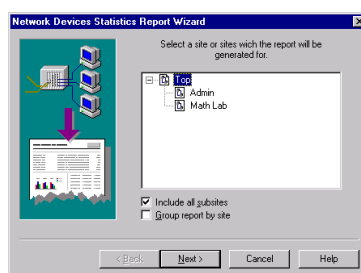 Network Devices Statistics Report Wizard
Select a site or sites wich the report will be
generated for.
Top
Admin
Math Lab
Include all subsites
Group report by site
< Back
Next >
Cancel
Help